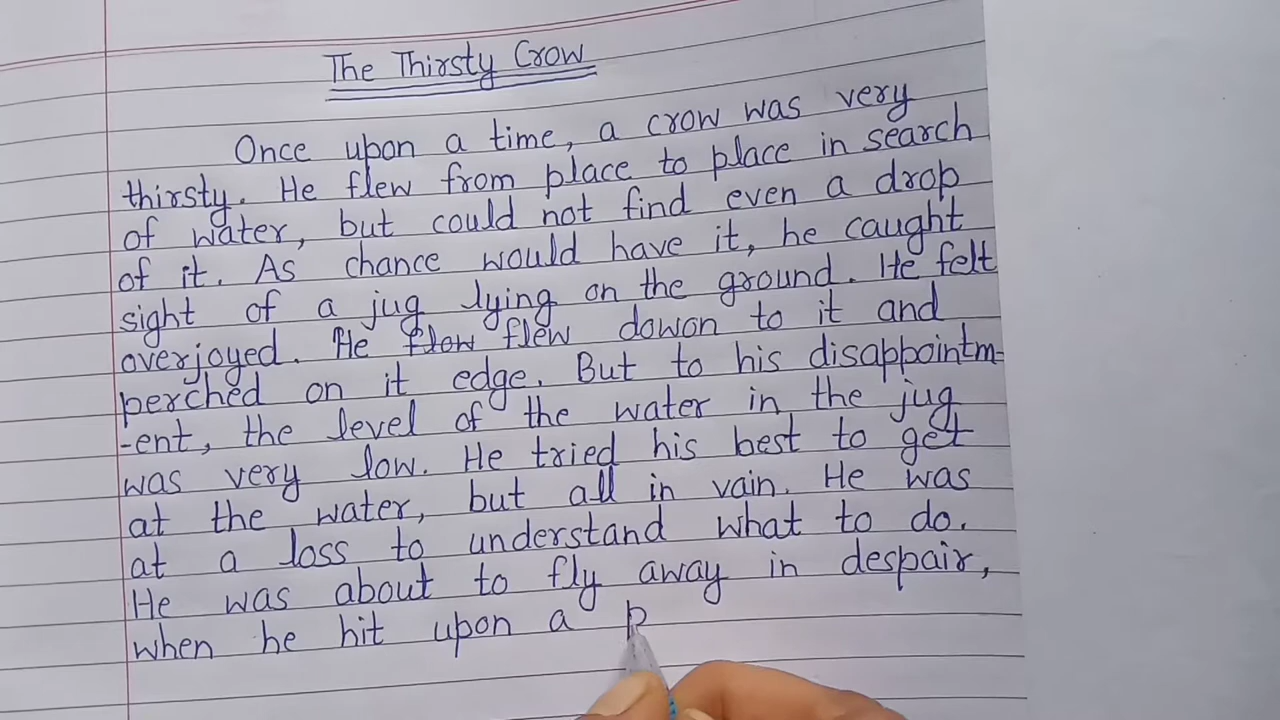 The Thirsty Crow
Once upon a time, a crow was very
thirsty. He flew from place to place in search
of water, but could not find even a drop
of it. As chance would have it, he caught
sight of a jug lying on the ground. He felt
overjoyed. He flow flew dowon to it and
perched on it edge. But to his disappointm-
-ent, the level of the water in the jug
was very low. He tried his best to get
at the water, but all in vain. He was
at a loss to understand what to do.
He was about to fly away in despair,
when he hit upon a p